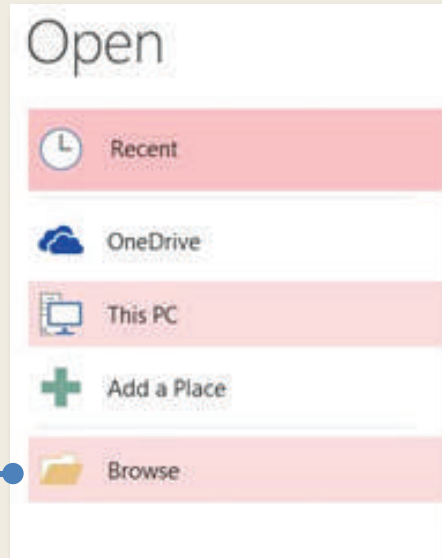 Open
Recent
OneDrive
This PC
Add a Place
Browse